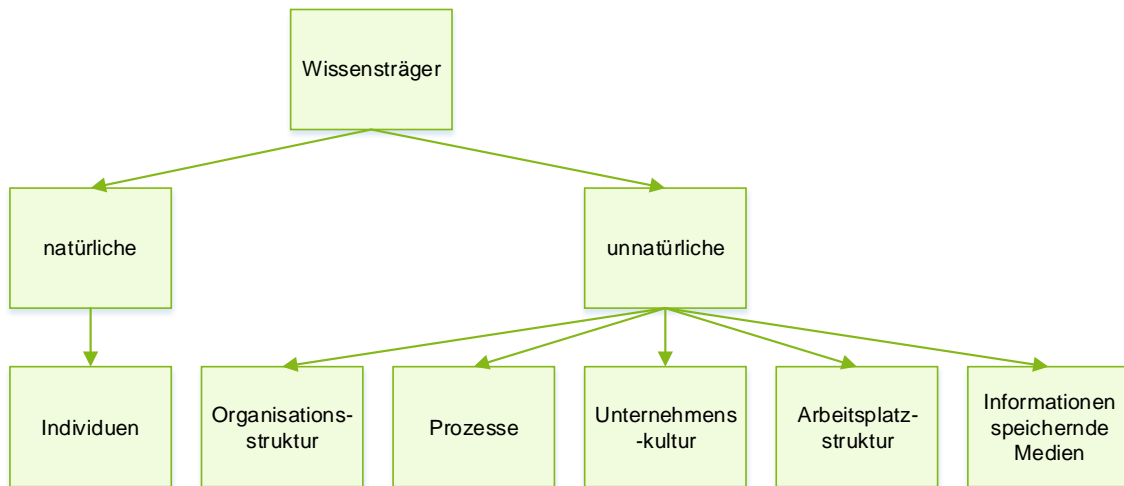 Wissensträger
natürliche
unnatürliche
Individuen
Organisations-
struktur
Prozesse
Unternehmens
-kultur
Arbeitsplatz-
struktur
Informationen
speichernde
Medien